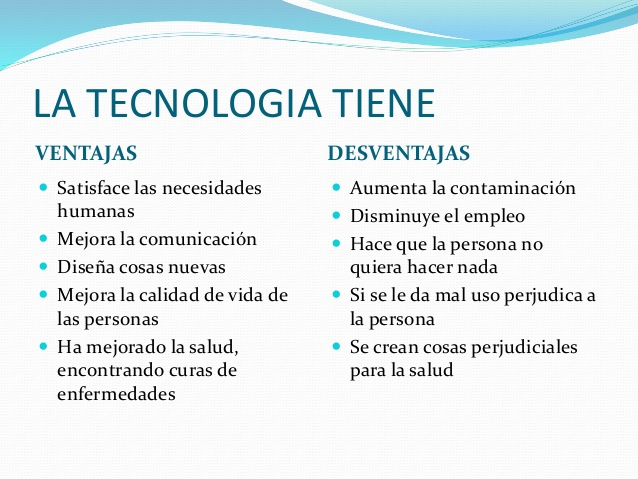 LA TECNOLOGIA TIENE
VENTAJAS
Satisface las necesidades
humanas
Mejora la comunicación
Diseña cosas nuevas
Mejora la calidad de vida de
las personas
Ha mejorado la salud,
encontrando curas de
enfermedades
DESVENTAJAS
Aumenta la contaminación
Disminuye el empleo
Hace que la persona no
quiera hacer nada
Si se le da mal uso perjudica a
la persona
Se crean cosas perjudiciales
para la salud